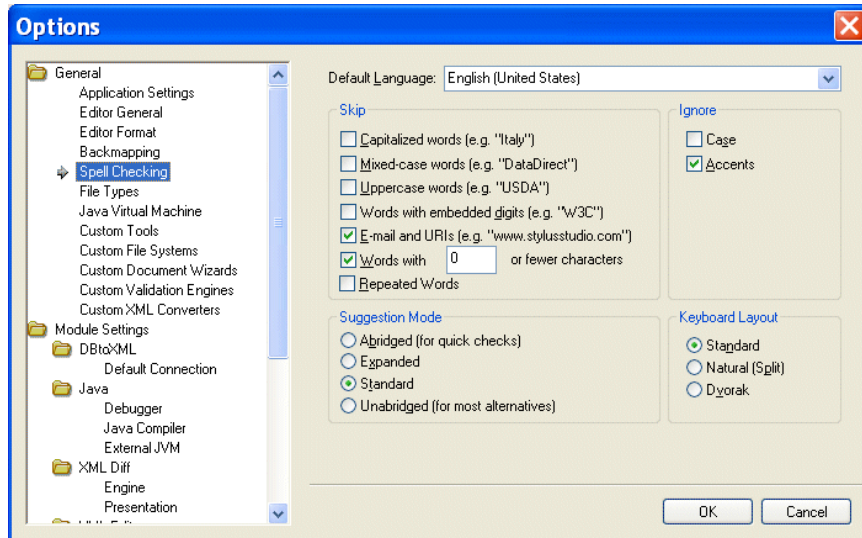 Options
General
Application Settings
Editor General
Editor Format
Backmapping
Spell Checking
File Types
Java Virtual Machine
Custom Tools
Custom File Systems
Custom Document Wizards
Custom Validation Engines
Custom XML Converters
Module Settings
DBtoXML
Default Connection
Java
Debugger
Java Compiler
External JVM
XML Diff
Engine
Presentation
Default Language: English (United States)
Skip
Capitalized words (e.g. "Italy")
Mixed-case words (e.g. "DataDirect")
Uppercase words (e.g. "USDA")
Words with embedded digits (e.g. "W3C")
E-mail and URIs (e.g. "www.stylusstudio.com")
Words with 0 or fewer characters
Repeated Words
Ignore
Case
Accents
Suggestion Mode
Abridged (for quick checks)
Expanded
Standard
Unabridged (for most alternatives)
Keyboard Layout
Standard
Natural (Split)
Dvorak
OK Cancel